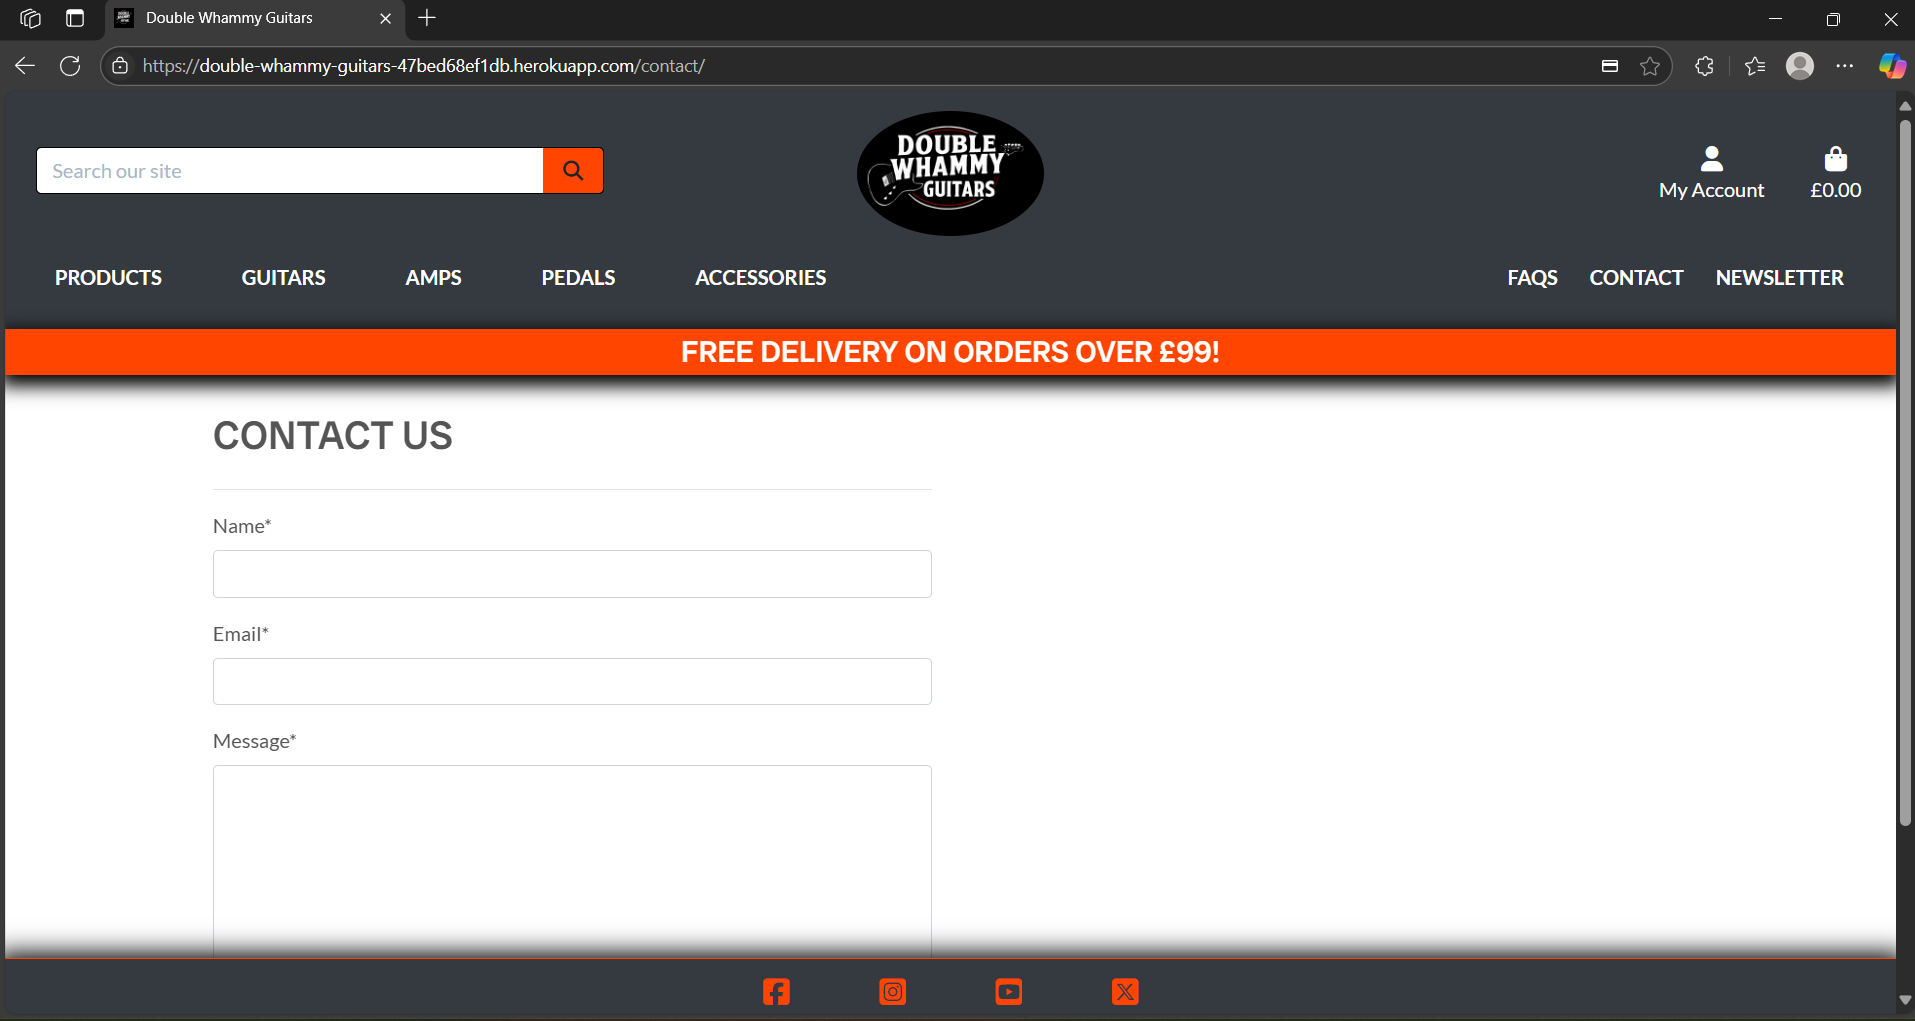 Double Whammy Guitars
https://double-whammy-guitars-47bed68ef1db.herokuapp.com/contact/
Search our site
DOUBLE
WHAMMY
GUITARS
My Account
£0.00
PRODUCTS
GUITARS
AMPS
PEDALS
ACCESSORIES
FAQS
CONTACT
NEWSLETTER
FREE DELIVERY ON ORDERS OVER £99!
CONTACT US
Name*
Email*
Message*